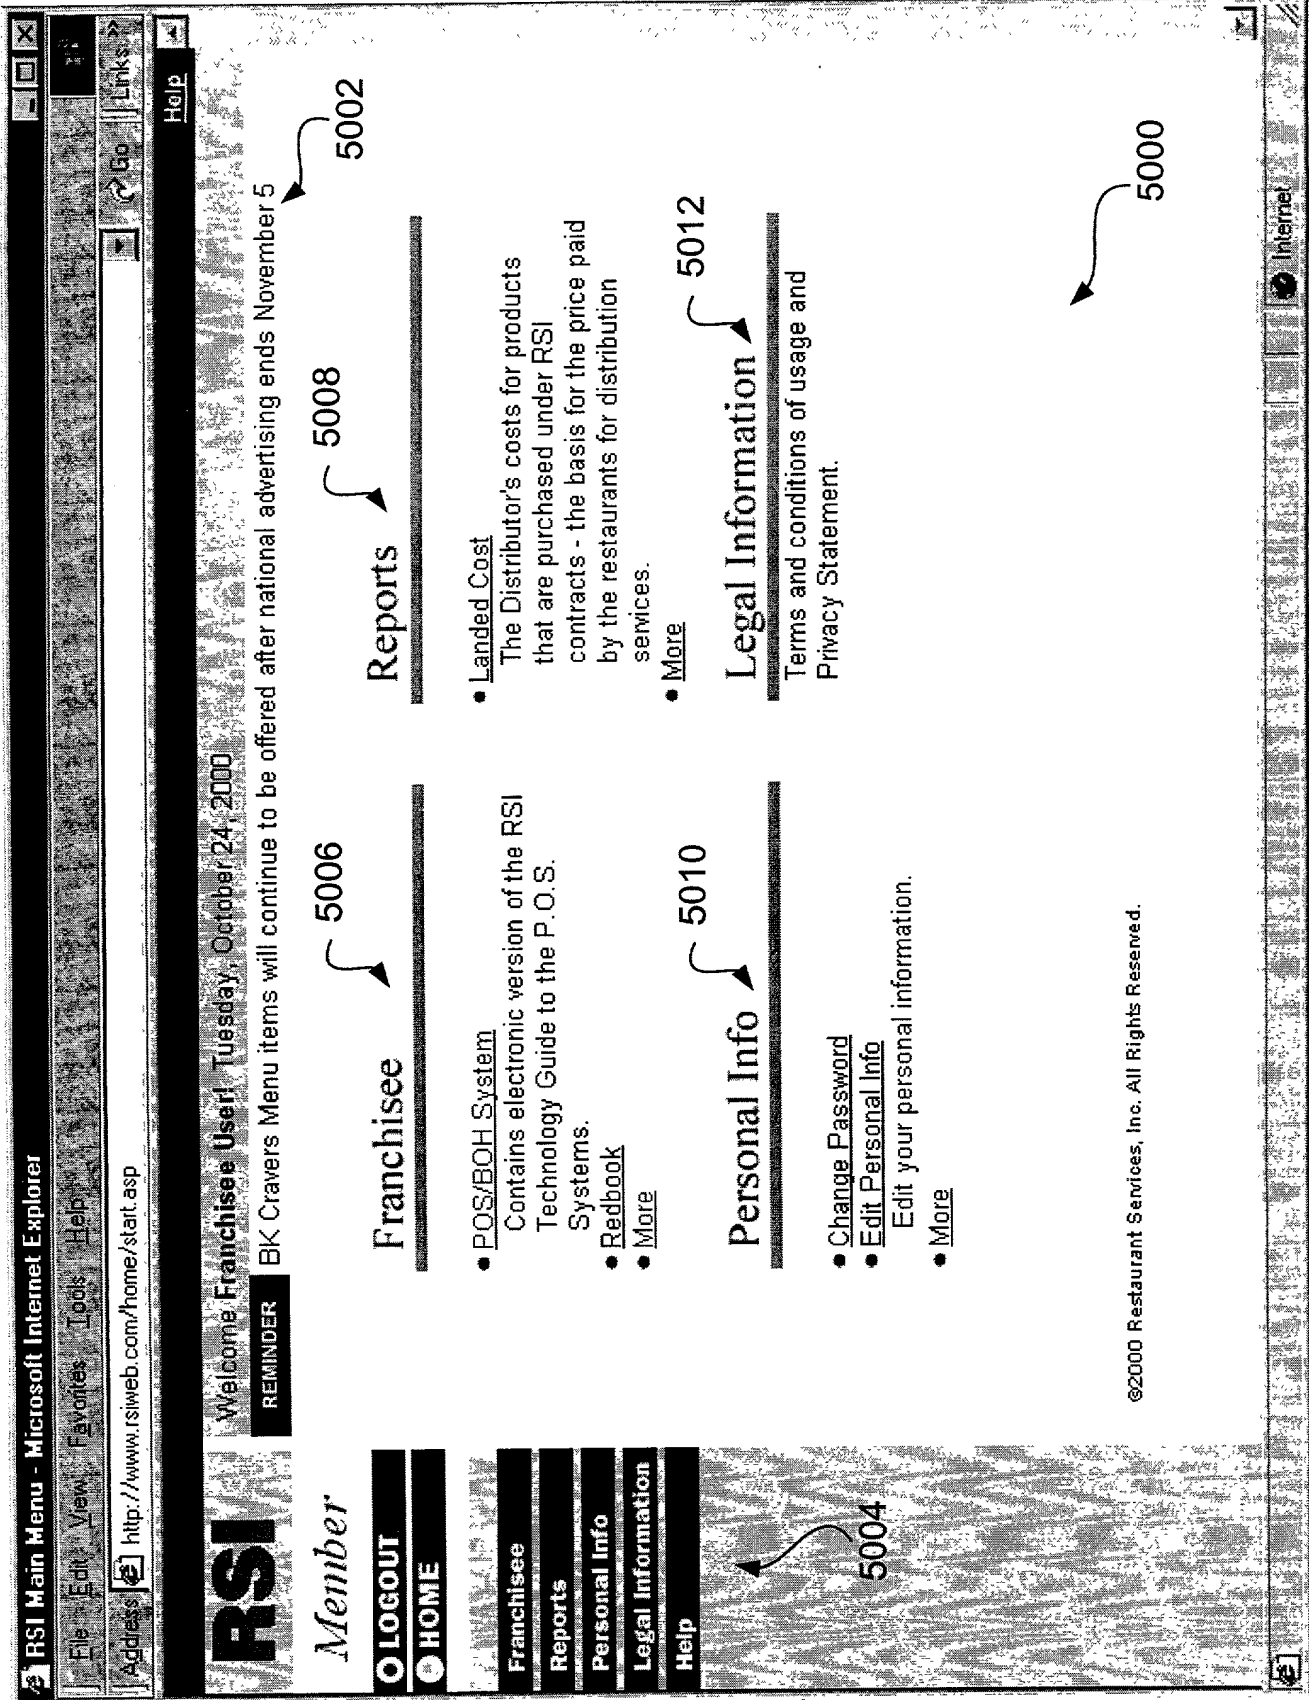 RSI Main Menu - Microsoft Internet Explorer
File Edit View Favorites Tools Help
Address http://www.rsiweb.com/home/start.asp Go Links »
Help
RSI
Welcome Franchisee User! Tuesday, October 24, 2000
REMINDER BK Cravers Menu items will continue to be offered after national advertising ends November 5
5002
Member
LOGOUT
HOME
Franchisee
Reports
Personal Info
Legal Information
Help
5004
5006
Franchisee
• POS/BOH System
Contains electronic version of the RSI
Technology Guide to the P.O.S.
Systems.
• Redbook
• More
5008
Reports
• Landed Cost
The Distributor's costs for products
that are purchased under RSI
contracts - the basis for the price paid
by the restaurants for distribution
services.
• More
5010
Personal Info
• Change Password
• Edit Personal Info
Edit your personal information.
• More
5012
Legal Information
Terms and conditions of usage and
Privacy Statement.
5000
©2000 Restaurant Services, Inc. All Rights Reserved.
Internet